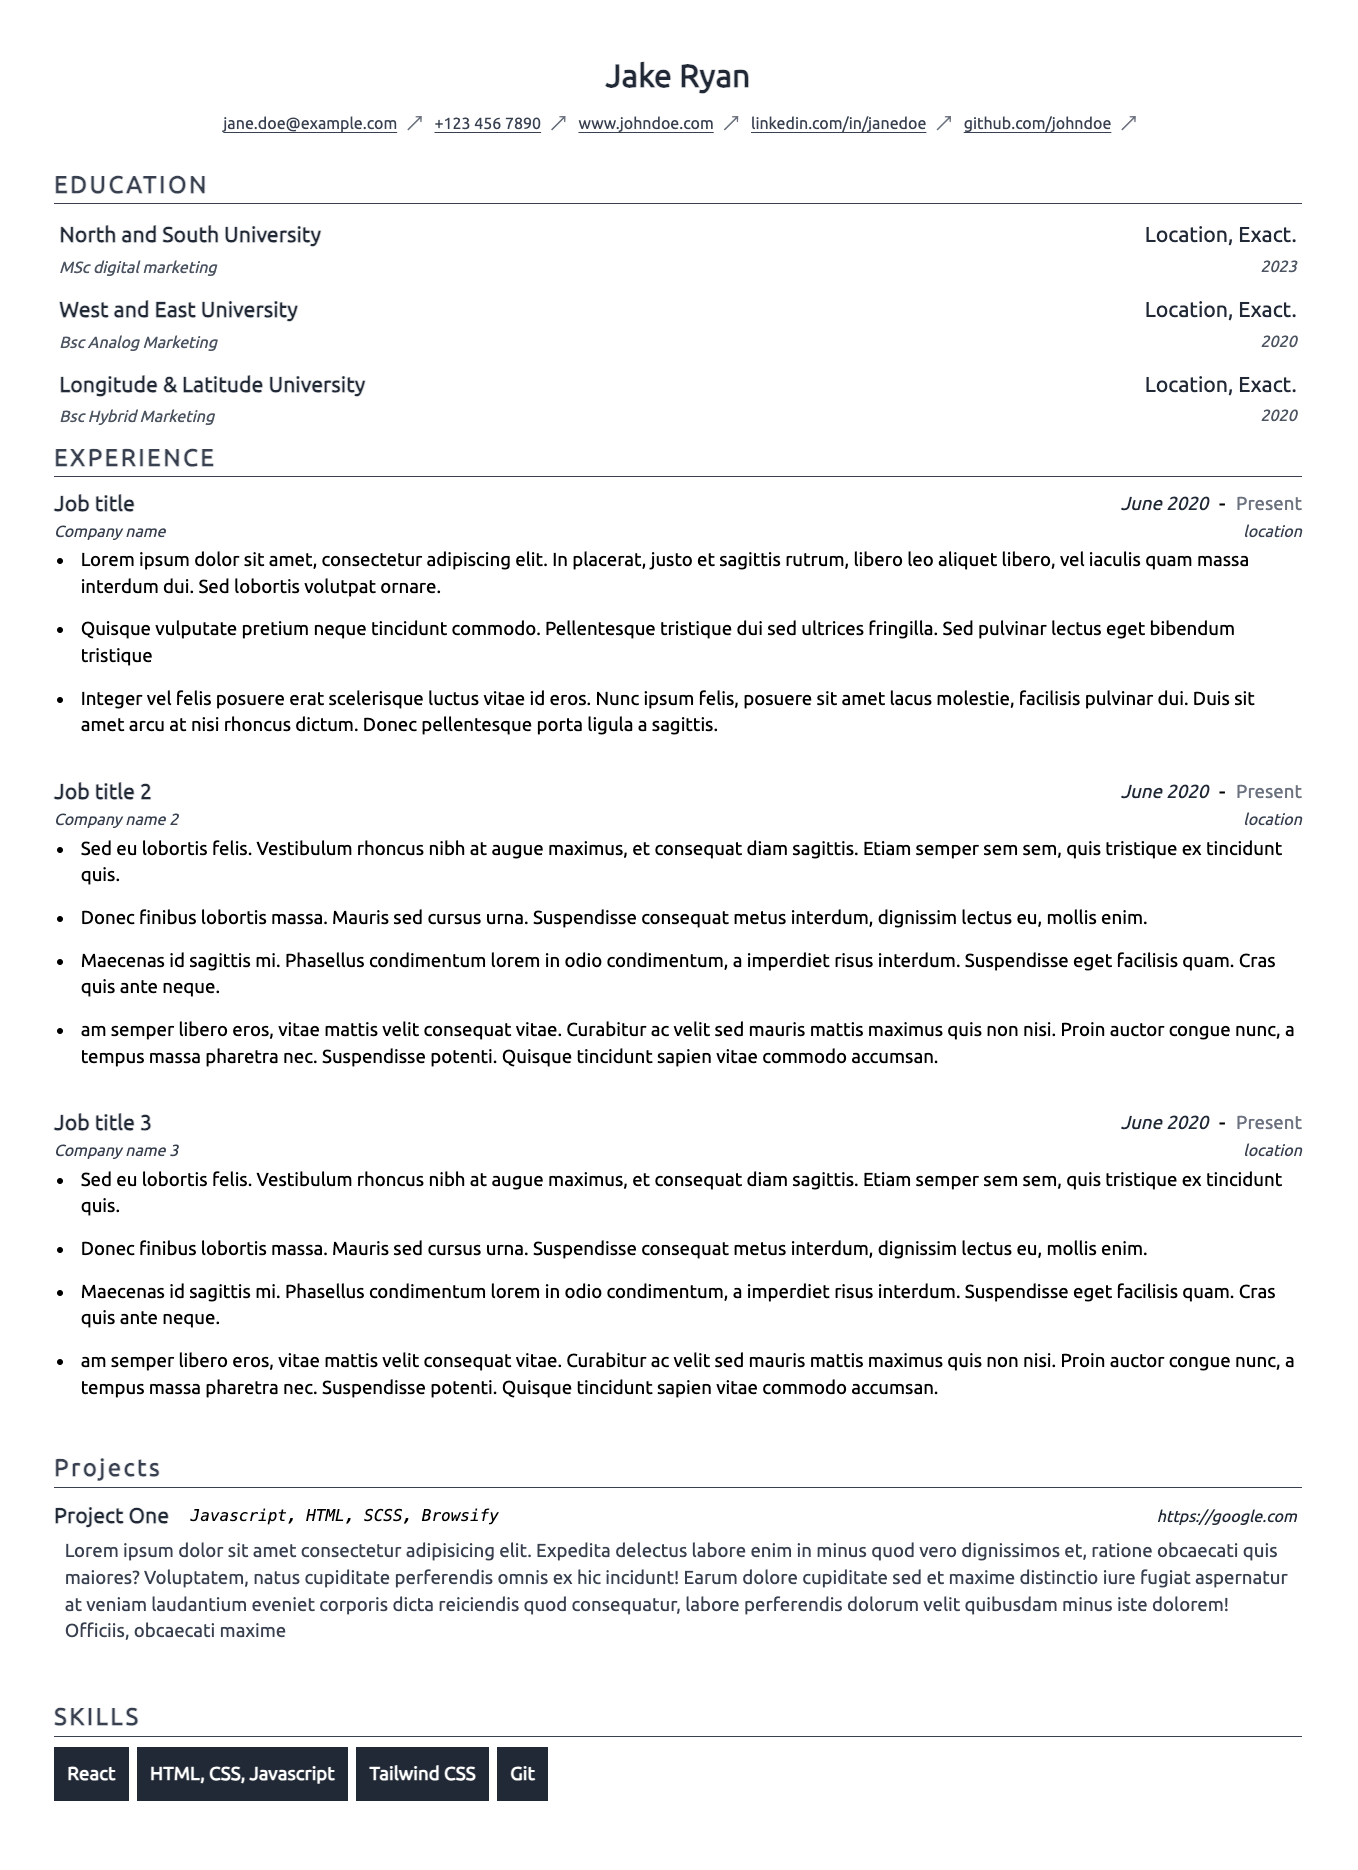 Jake Ryan
jane.doe@example.com ↗ +123 456 7890 ↗ www.johndoe.com ↗ linkedin.com/in/janedoe ↗ github.com/johndoe ↗
EDUCATION
North and South University Location, Exact.
MSc digital marketing 2023
West and East University Location, Exact.
Bsc Analog Marketing 2020
Longitude & Latitude University Location, Exact.
Bsc Hybrid Marketing 2020
EXPERIENCE
Job title June 2020 - Present
Company name location
• Lorem ipsum dolor sit amet, consectetur adipiscing elit. In placerat, justo et sagittis rutrum, libero leo aliquet libero, vel iaculis quam massa
interdum dui. Sed lobortis volutpat ornare.
• Quisque vulputate pretium neque tincidunt commodo. Pellentesque tristique dui sed ultrices fringilla. Sed pulvinar lectus eget bibendum
tristique
• Integer vel felis posuere erat scelerisque luctus vitae id eros. Nunc ipsum felis, posuere sit amet lacus molestie, facilisis pulvinar dui. Duis sit
amet arcu at nisi rhoncus dictum. Donec pellentesque porta ligula a sagittis.
Job title 2 June 2020 - Present
Company name 2 location
• Sed eu lobortis felis. Vestibulum rhoncus nibh at augue maximus, et consequat diam sagittis. Etiam semper sem sem, quis tristique ex tincidunt
quis.
• Donec finibus lobortis massa. Mauris sed cursus urna. Suspendisse consequat metus interdum, dignissim lectus eu, mollis enim.
• Maecenas id sagittis mi. Phasellus condimentum lorem in odio condimentum, a imperdiet risus interdum. Suspendisse eget facilisis quam. Cras
quis ante neque.
• am semper libero eros, vitae mattis velit consequat vitae. Curabitur ac velit sed mauris mattis maximus quis non nisi. Proin auctor congue nunc, a
tempus massa pharetra nec. Suspendisse potenti. Quisque tincidunt sapien vitae commodo accumsan.
Job title 3 June 2020 - Present
Company name 3 location
• Sed eu lobortis felis. Vestibulum rhoncus nibh at augue maximus, et consequat diam sagittis. Etiam semper sem sem, quis tristique ex tincidunt
quis.
• Donec finibus lobortis massa. Mauris sed cursus urna. Suspendisse consequat metus interdum, dignissim lectus eu, mollis enim.
• Maecenas id sagittis mi. Phasellus condimentum lorem in odio condimentum, a imperdiet risus interdum. Suspendisse eget facilisis quam. Cras
quis ante neque.
• am semper libero eros, vitae mattis velit consequat vitae. Curabitur ac velit sed mauris mattis maximus quis non nisi. Proin auctor congue nunc, a
tempus massa pharetra nec. Suspendisse potenti. Quisque tincidunt sapien vitae commodo accumsan.
Projects
Project One Javascript, HTML, SCSS, Browsify https://google.com
Lorem ipsum dolor sit amet consectetur adipisicing elit. Expedita delectus labore enim in minus quod vero dignissimos et, ratione obcaecati quis
maiores? Voluptatem, natus cupiditate perferendis omnis ex hic incidunt! Earum dolore cupiditate sed et maxime distinctio iure fugiat aspernatur
at veniam laudantium eveniet corporis dicta reiciendis quod consequatur, labore perferendis dolorum velit quibusdam minus iste dolorem!
Officiis, obcaecati maxime
SKILLS
React HTML, CSS, Javascript Tailwind CSS Git